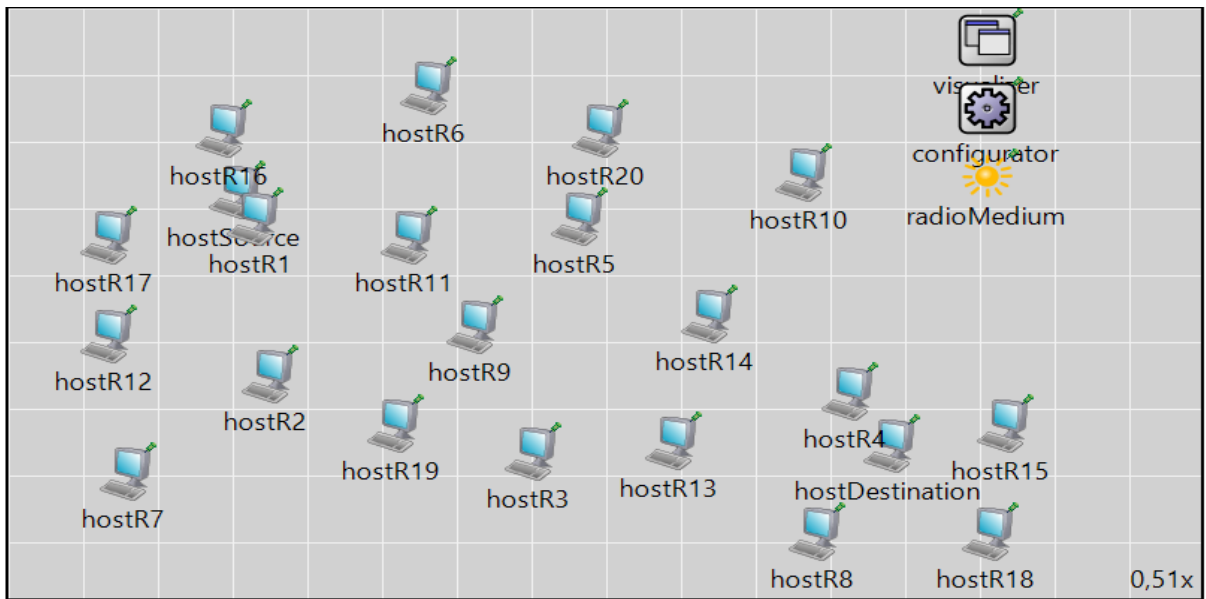 visualiser
hostR6
configurator
hostR16
hostR20
hostR10
radioMedium
hostSource
hostR1
hostR5
hostR17
hostR11
hostR14
hostR9
hostR12
hostR2
hostR4
hostR19
hostR15
hostR13
hostDestination
hostR3
hostR7
hostR8
hostR18
0,51x